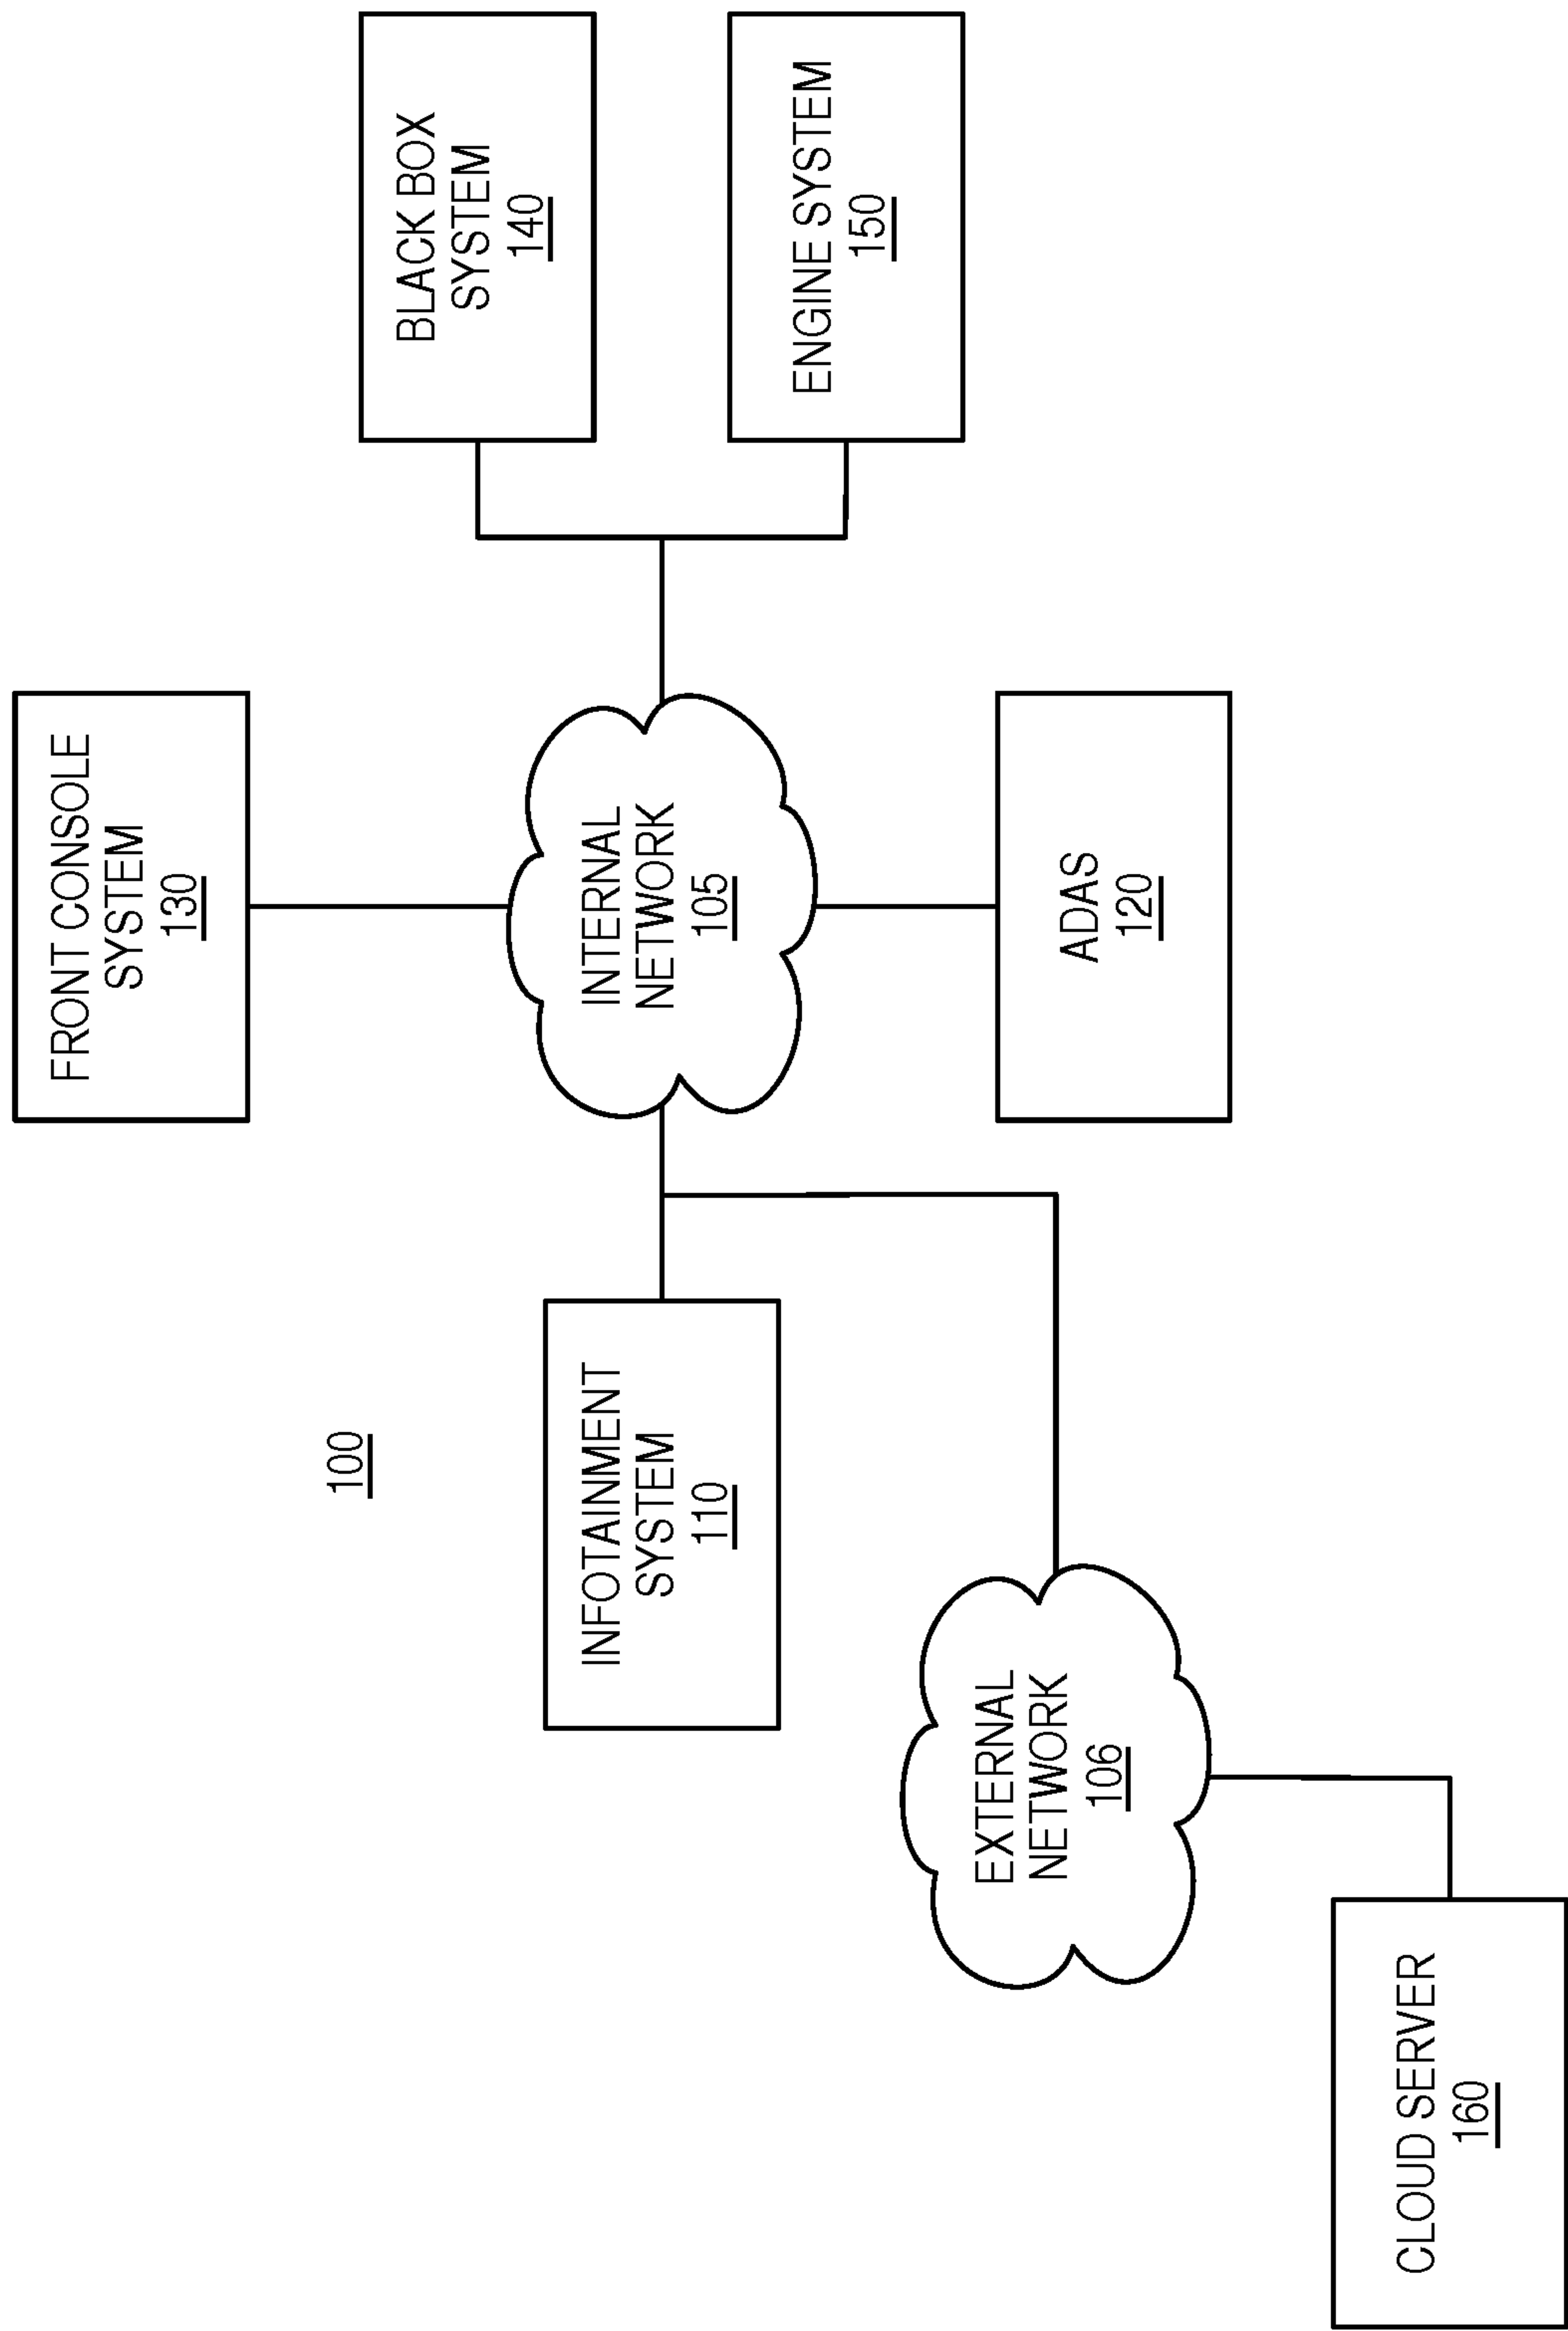 100
FRONT CONSOLE
SYSTEM
130
INFOTAINMENT
SYSTEM
110
INTERNAL
NETWORK
105
BLACK BOX
SYSTEM
140
ENGINE SYSTEM
150
EXTERNAL
NETWORK
106
ADAS
120
CLOUD SERVER
160